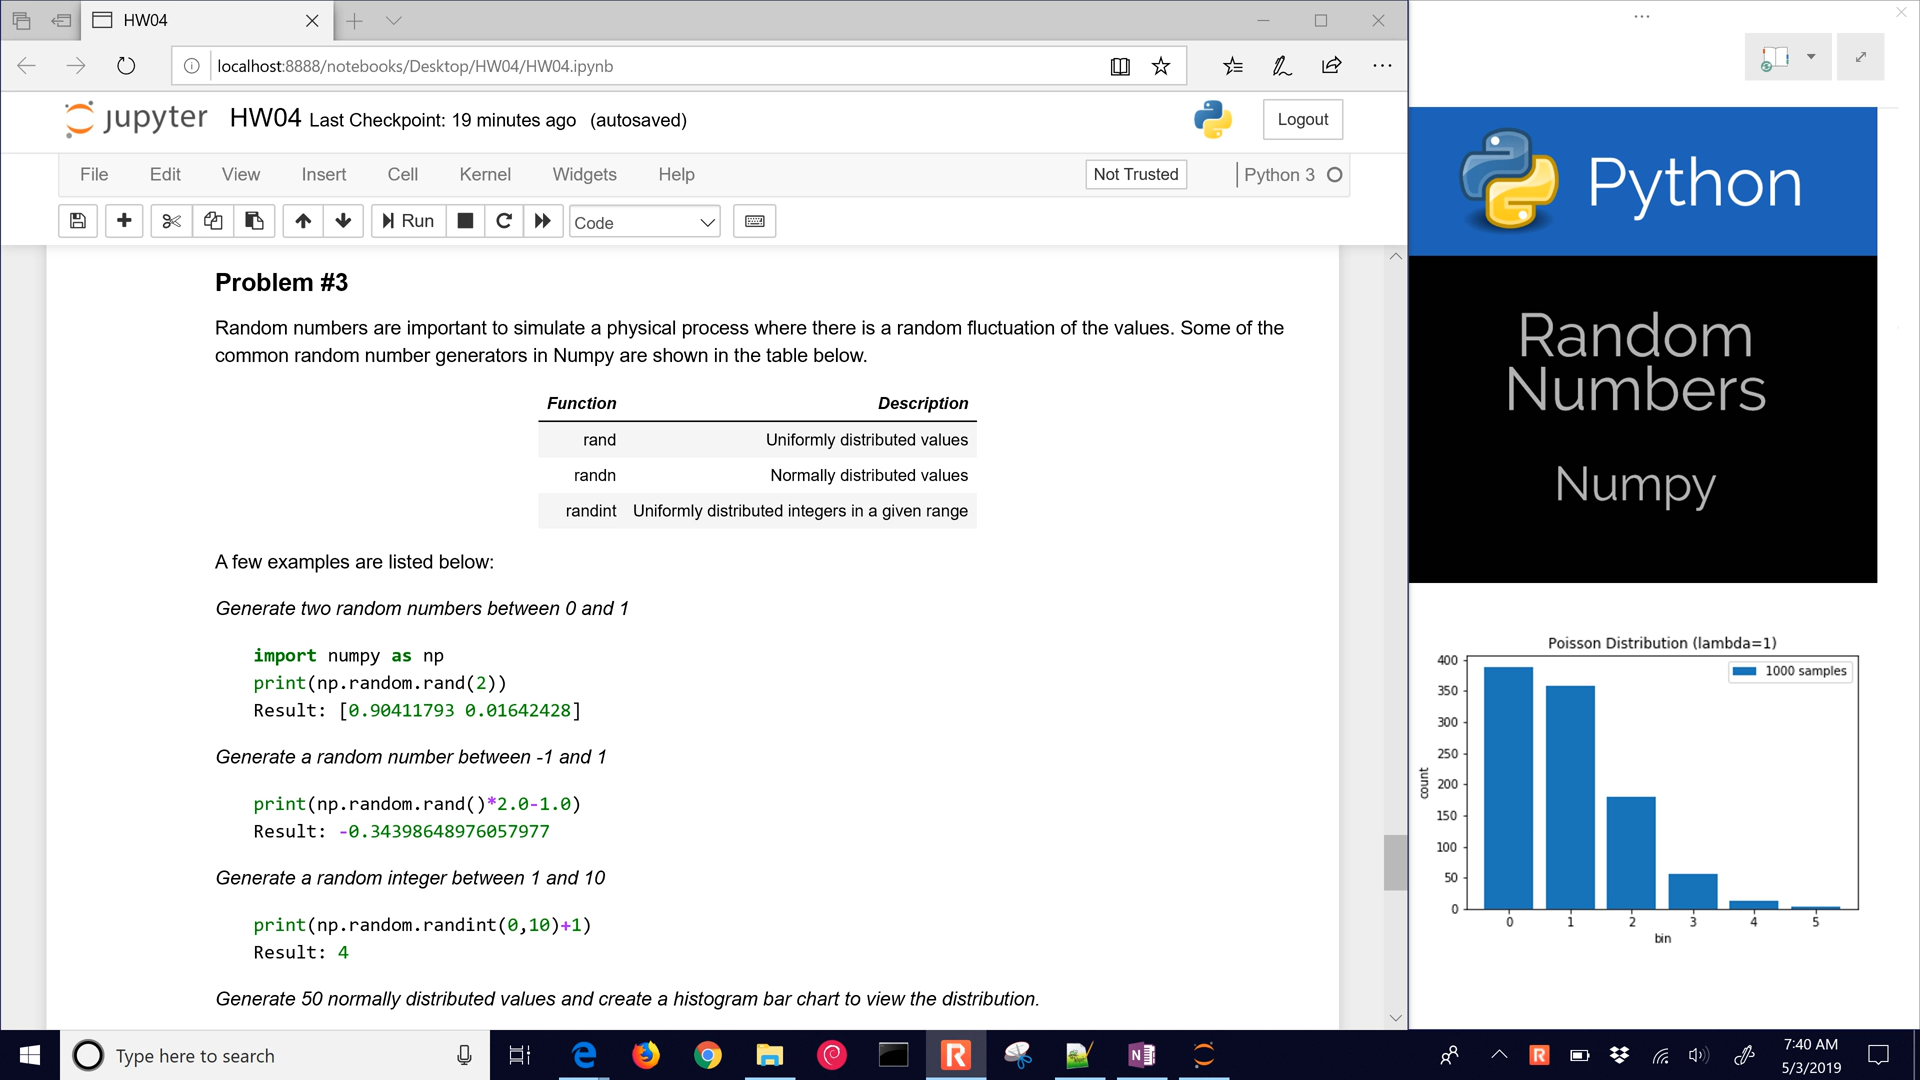 HW04
localhost:8888/notebooks/Desktop/HW04/HW04.ipynb
jupyter HW04 Last Checkpoint: 19 minutes ago (autosaved)
Logout
File Edit View Insert Cell Kernel Widgets Help
Not Trusted
Python 3
Run
Code
Problem #3
Random numbers are important to simulate a physical process where there is a random fluctuation of the values. Some of the
common random number generators in Numpy are shown in the table below.
Function Description
rand Uniformly distributed values
randn Normally distributed values
randint Uniformly distributed integers in a given range
A few examples are listed below:
Generate two random numbers between 0 and 1
import numpy as np
print(np.random.rand(2))
Result: [0.90411793 0.01642428]
Generate a random number between -1 and 1
print(np.random.rand()*2.0-1.0)
Result: -0.34398648976057977
Generate a random integer between 1 and 10
print(np.random.randint(0,10)+1)
Result: 4
Generate 50 normally distributed values and create a histogram bar chart to view the distribution.
Python
Random
Numbers
Numpy
Poisson Distribution (lambda=1)
1000 samples
400
350
300
250
200
150
100
50
0
count
0 1 2 3 4 5
bin
Type here to search
7:40 AM
5/3/2019